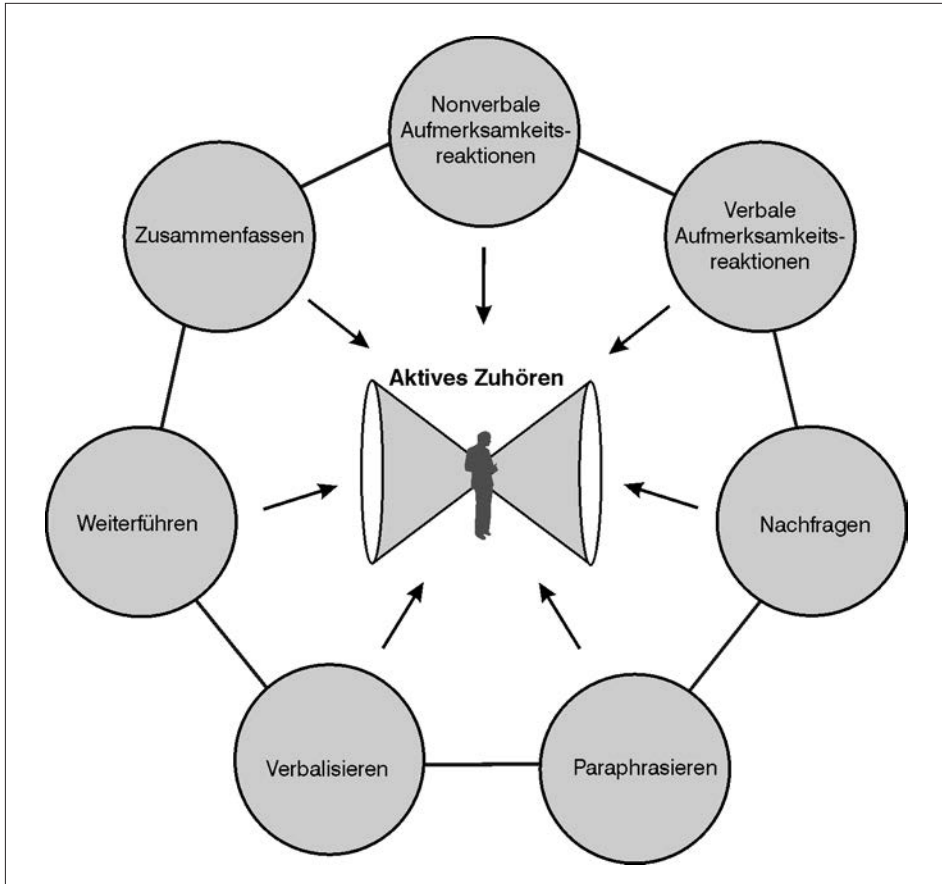 Nonverbale
Aufmerksamkeits-
reaktionen
Verbale
Aufmerksamkeits-
reaktionen
Zusammenfassen
Aktives Zuhören
Weiterführen
Nachfragen
Verbalisieren
Paraphrasieren